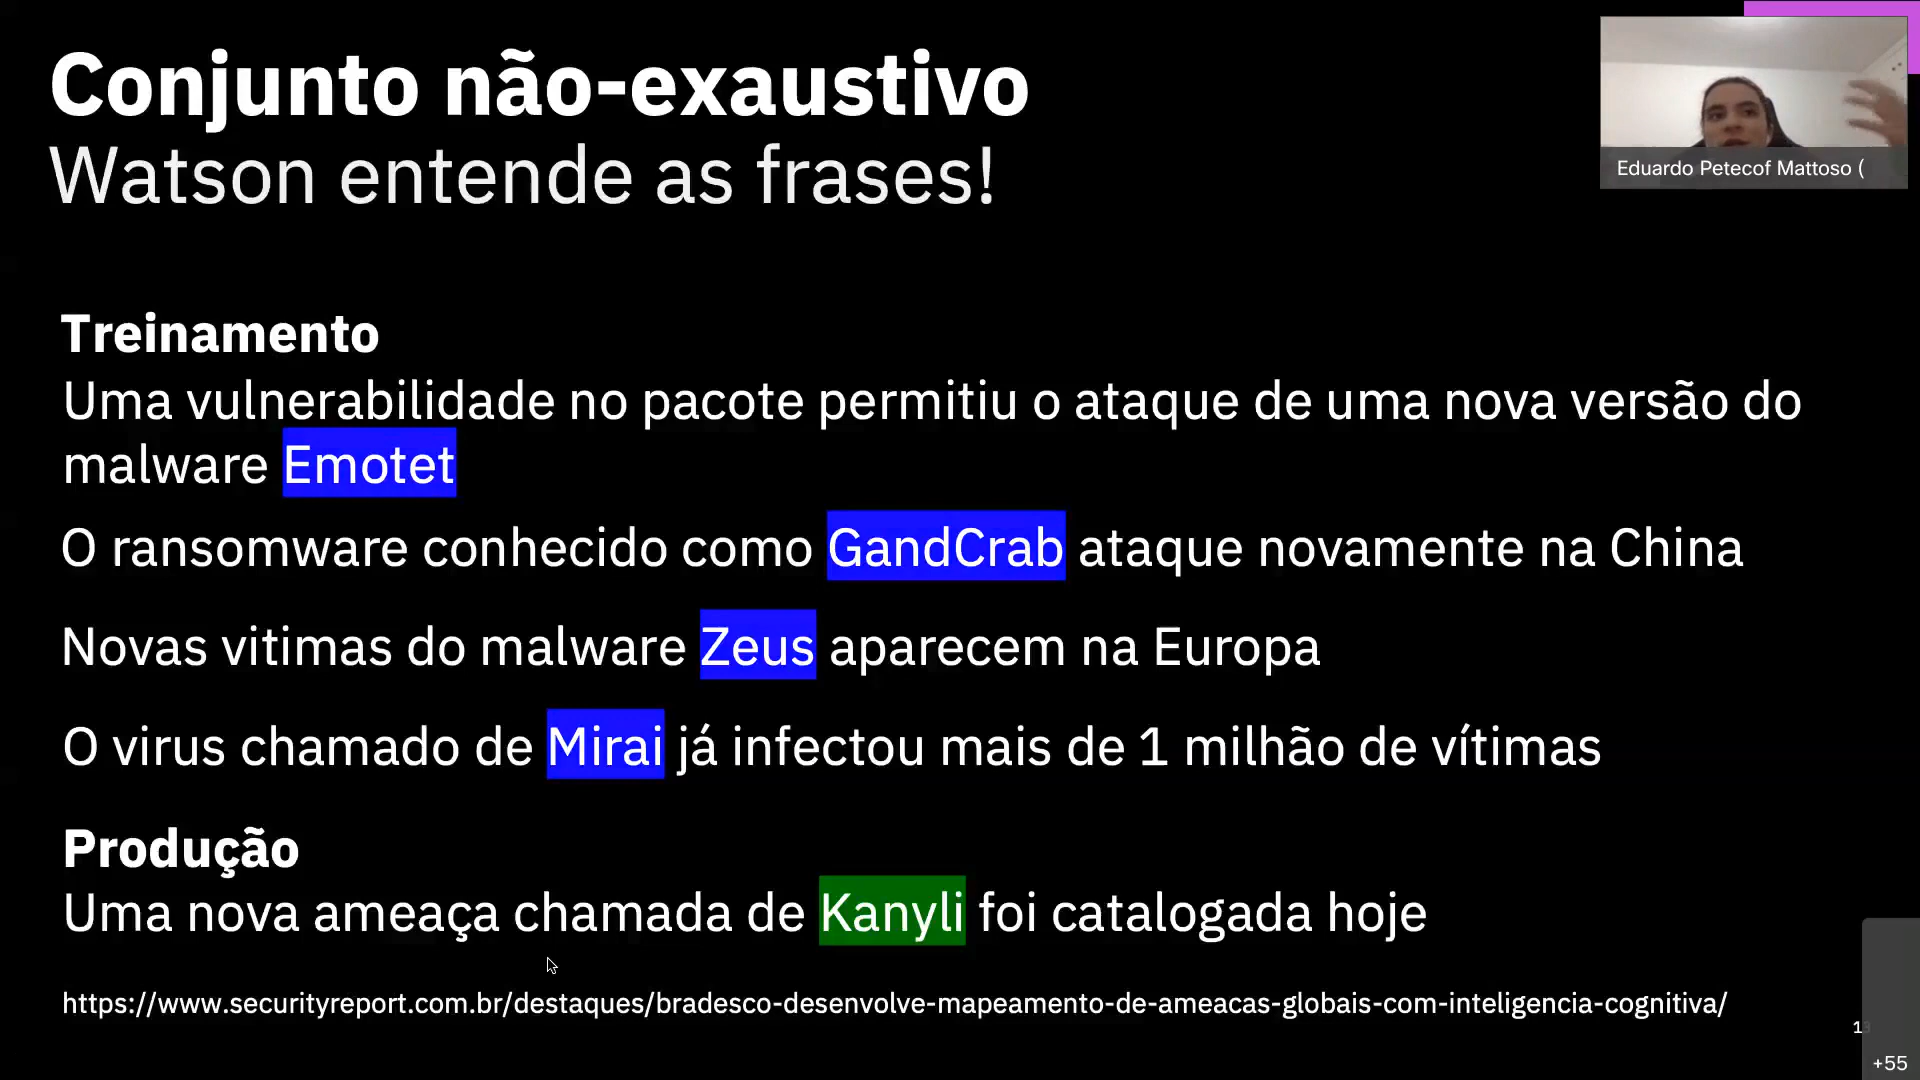 Conjunto não-exaustivo
Watson entende as frases!
Eduardo Petecof Mattoso (
Treinamento
Uma vulnerabilidade no pacote permitiu o ataque de uma nova versão do
malware Emotet
O ransomware conhecido como GandCrab ataque novamente na China
Novas vitimas do malware Zeus aparecem na Europa
O virus chamado de Mirai já infectou mais de 1 milhão de vítimas
Produção
Uma nova ameaça chamada de Kanyli foi catalogada hoje
https://www.securityreport.com.br/destaques/bradesco-desenvolve-mapeamento-de-ameacas-globais-com-inteligencia-cognitiva/
+55